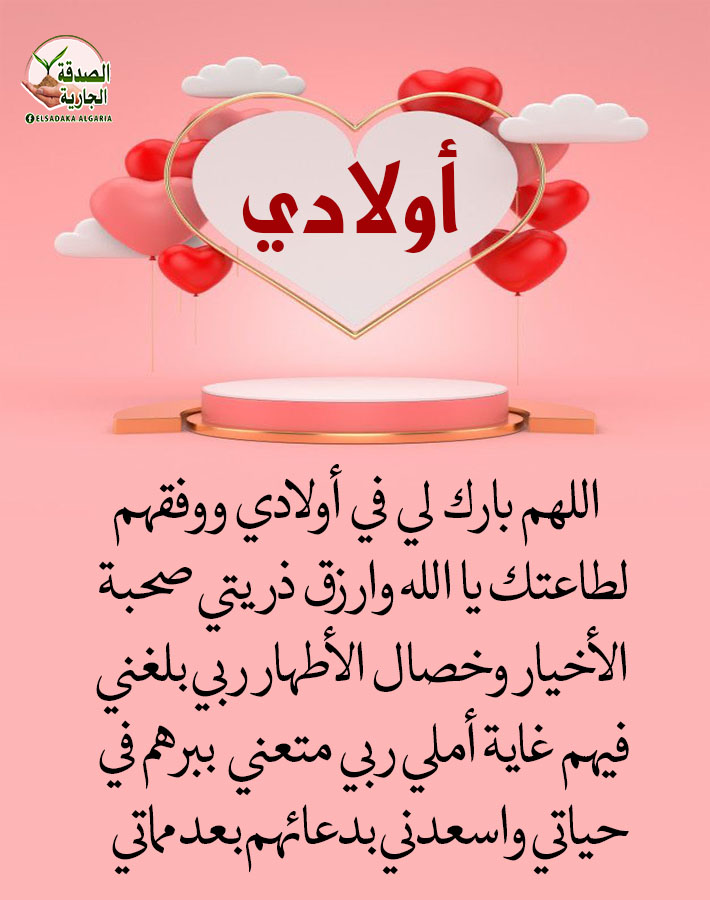 الصدقة
الجارية
ELSADAKA ALGARIA
أولادي
اللهم بارك لي في أولادي ووفقهم
لطاعتك يا الله وارزق ذريتي صحبة
الأخيار وخصال الأطهار ربي بلغني
فيهم غاية أملي ربي متعني ببرهم في
حياتي واسعدني بدعائهم بعد مماتي